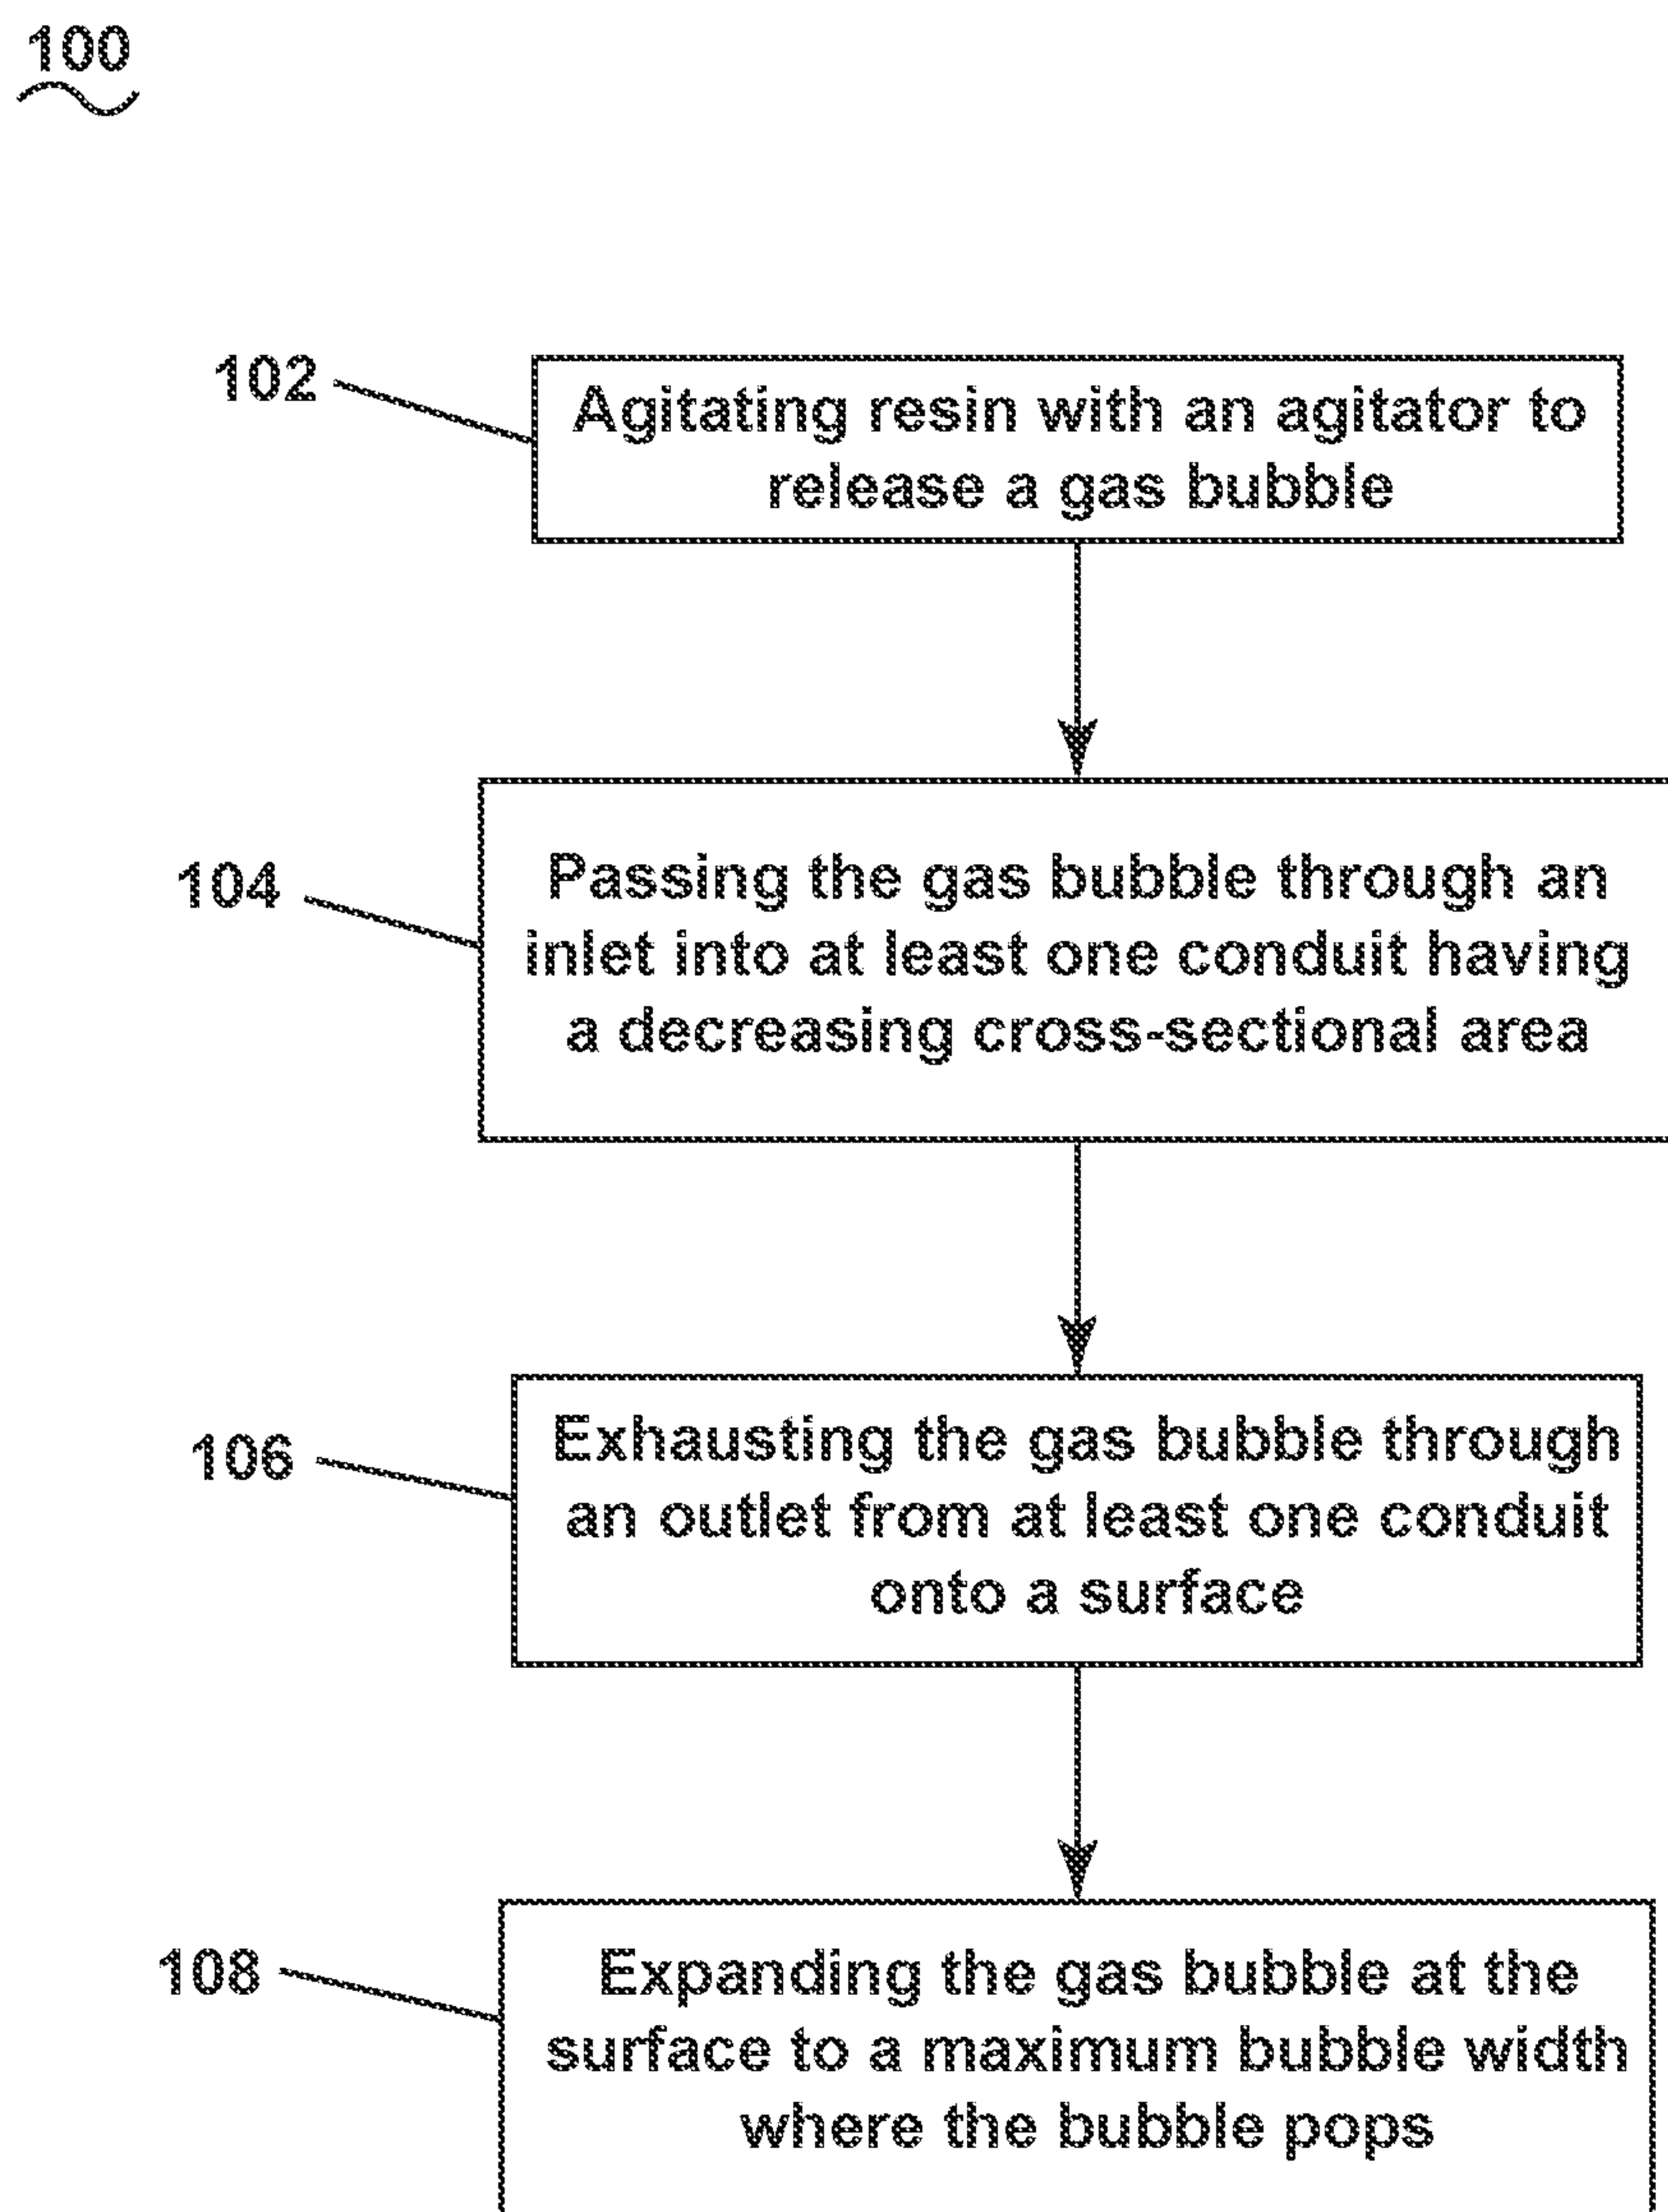 100
102
Agitating resin with an agitator to
release a gas bubble
104
Passing the gas bubble through an
inlet into at least one conduit having
a decreasing cross-sectional area
106
Exhausting the gas bubble through
an outlet from at least one conduit
onto a surface
108
Expanding the gas bubble at the
surface to a maximum bubble width
where the bubble pops